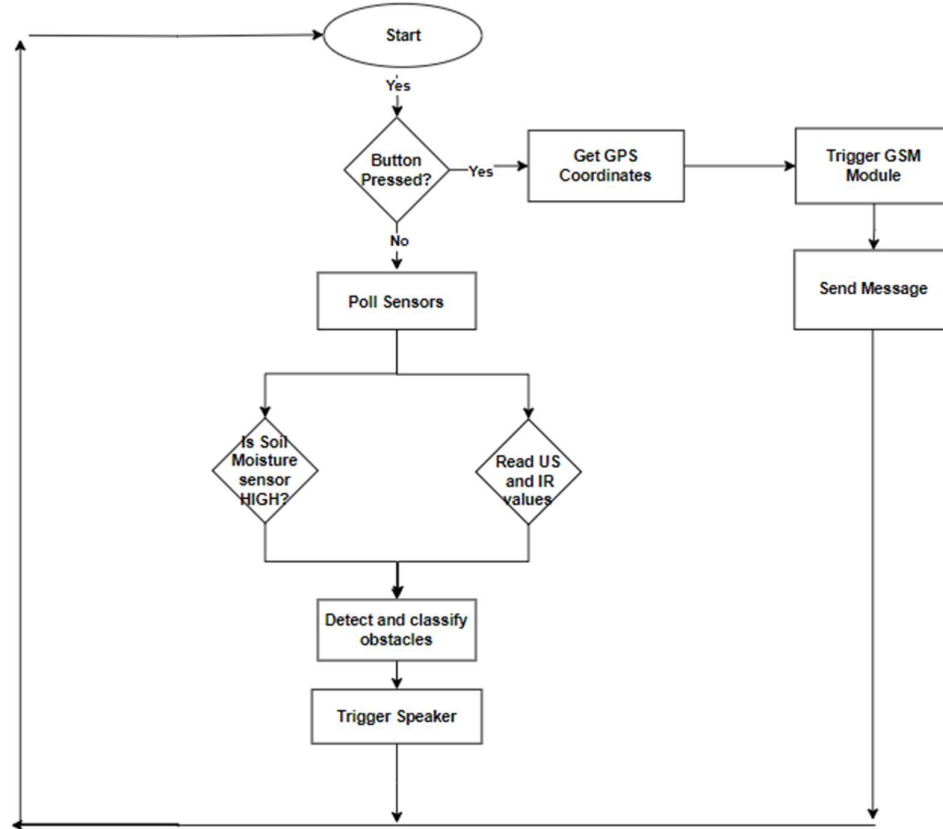 Start
Yes
Button
Pressed?
Yes
Get GPS
Coordinates
Trigger GSM
Module
No
Send Message
Poll Sensors
Is Soil
Moisture
sensor
HIGH?
Read US
and IR
values
Detect and classify
obstacles
Trigger Speaker